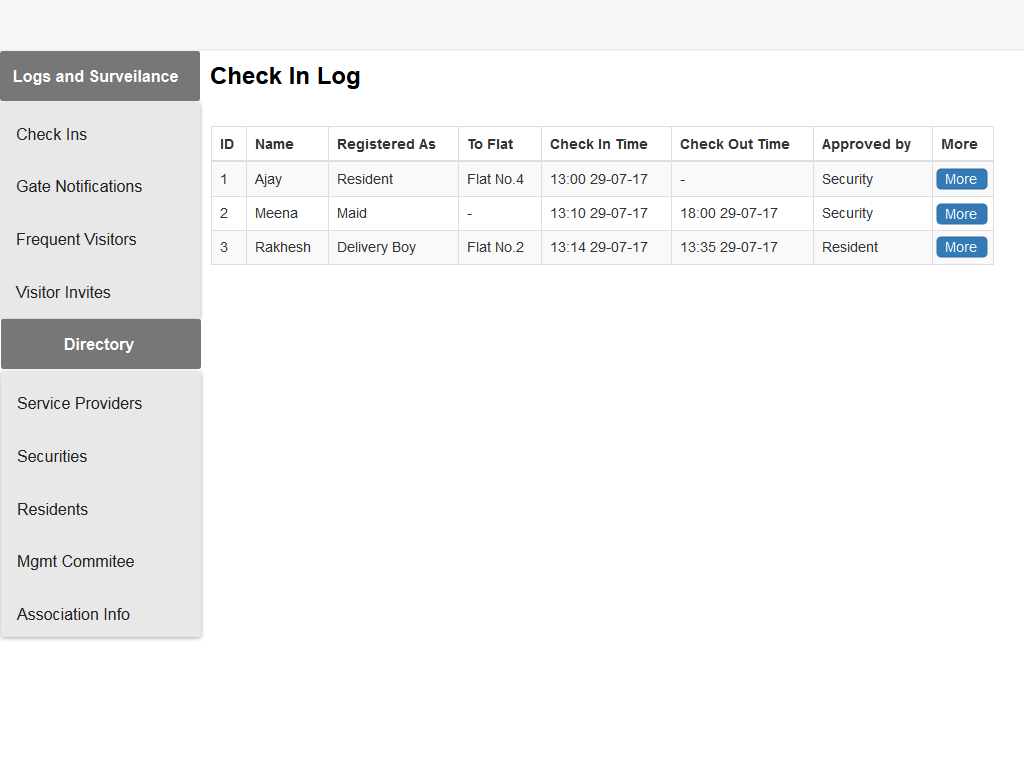 Logs and Surveilance
Check Ins
Gate Notifications
Frequent Visitors
Visitor Invites
Directory
Service Providers
Securities
Residents
Mgmt Commitee
Association Info
Check In Log
ID Name Registered As To Flat Check In Time Check Out Time Approved by More
1 Ajay Resident Flat No.4 13:00 29-07-17 - Security More
2 Meena Maid - 13:10 29-07-17 18:00 29-07-17 Security More
3 Rakhesh Delivery Boy Flat No.2 13:14 29-07-17 13:35 29-07-17 Resident More